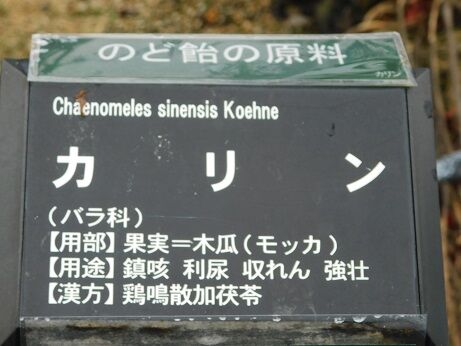 のど飴の原料
カリン
Chaenomeles sinensis Koehne
カリン
(バラ科)
【用部】果実=木瓜(モッカ)
【用途】鎮咳 利尿 収れん 強壮
【漢方】鶏鳴散加茯苓